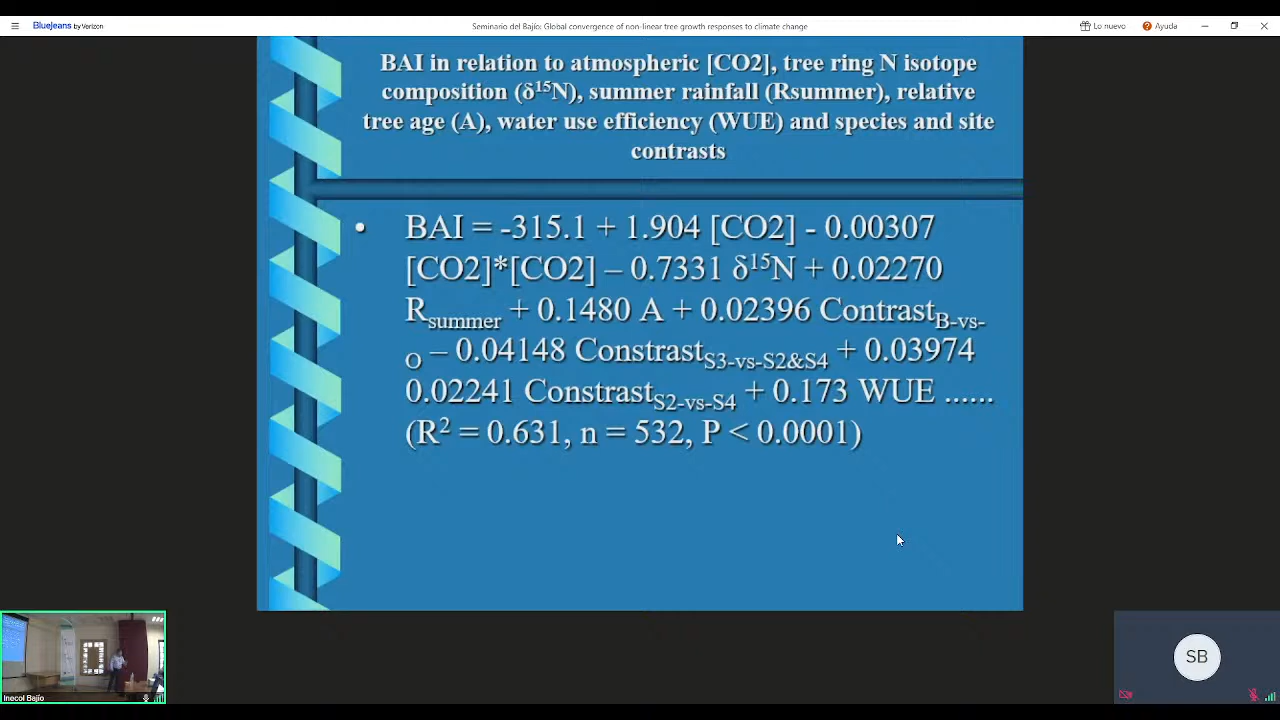 BlueJeans by Verizon
Seminario del Bajío: Global convergence of non-linear tree growth responses to climate change
Lo nuevo
Ayuda
BAI in relation to atmospheric [CO2], tree ring N isotope
composition (δ¹⁵N), summer rainfall (Rsummer), relative
tree age (A), water use efficiency (WUE) and species and site
contrasts
• BAI = -315.1 + 1.904 [CO2] - 0.00307
[CO2]*[CO2] – 0.7331 δ¹⁵N + 0.02270
Rsummer + 0.1480 A + 0.02396 ContrastB-vs-
O – 0.04148 ConstrastS3-vs-S2&S4 + 0.03974
0.02241 ConstrastS2-vs-S4 + 0.173 WUE ......
(R² = 0.631, n = 532, P < 0.0001)
Inecol Bajío
SB